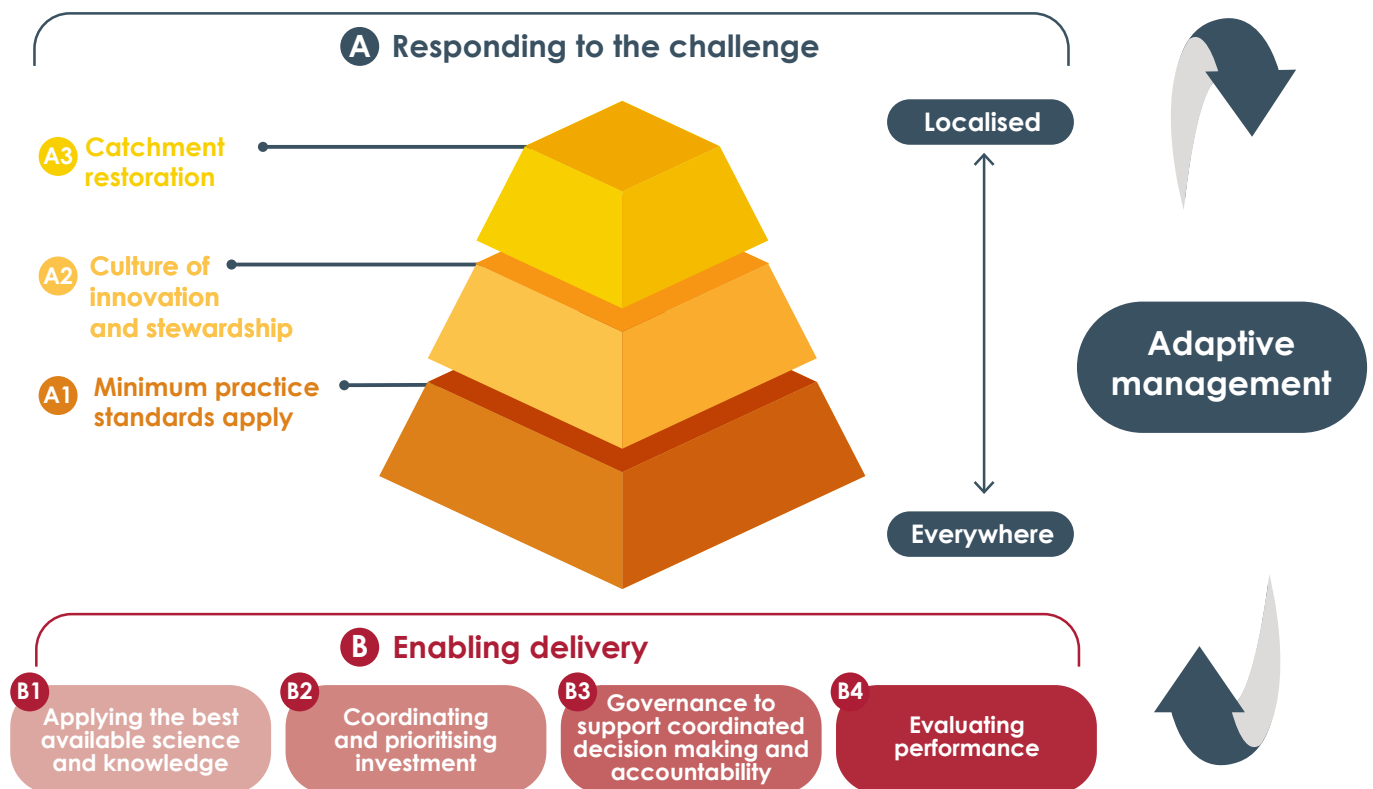 A Responding to the challenge
Localised
A3 Catchment
restoration
A2 Culture of
innovation
and stewardship
A1 Minimum practice
standards apply
Adaptive
management
Everywhere
B Enabling delivery
B1
Applying the best
available science
and knowledge
B2
Coordinating
and prioritising
investment
B3
Governance to
support coordinated
decision making and
accountability
B4
Evaluating
performance